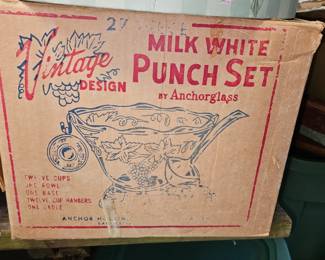 27
Vintage
DESIGN
MILK WHITE
PUNCH SET
BY Anchorglass
TWELVE CUPS
ONE BOWL
ONE BASE
TWELVE CUP HANGERS
ONE LADLE
ANCHOR